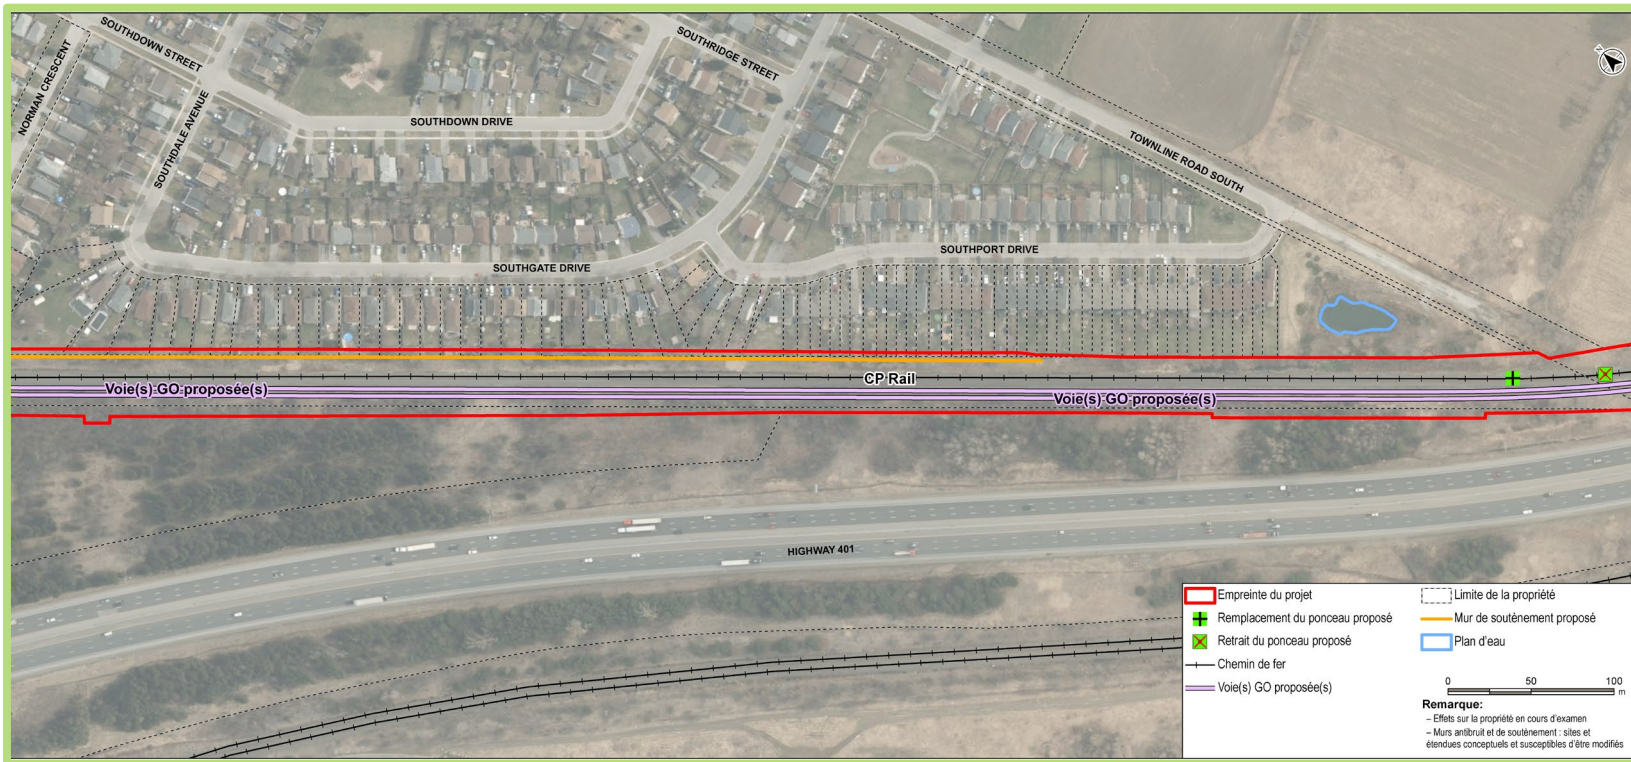 SOUTHDOWN STREET
NORMAN CRESCENT
SOUTHDALE AVENUE
SOUTHDOWN DRIVE
SOUTHRIDGE STREET
TOWNLINE ROAD SOUTH
SOUTHGATE DRIVE
SOUTHPORT DRIVE
N
CP Rail
Voie(s) GO proposée(s)
Voie(s) GO proposée(s)
HIGHWAY 401
Empreinte du projet
Remplacement du ponceau proposé
Retrait du ponceau proposé
Chemin de fer
Voie(s) GO proposée(s)
Limite de la propriété
Mur de soutènement proposé
Plan d'eau
0 50 100
m
Remarque:
– Effets sur la propriété en cours d'examen
– Murs antibruit et de soutènement : sites et
étendues conceptuels et susceptibles d'être modifiés